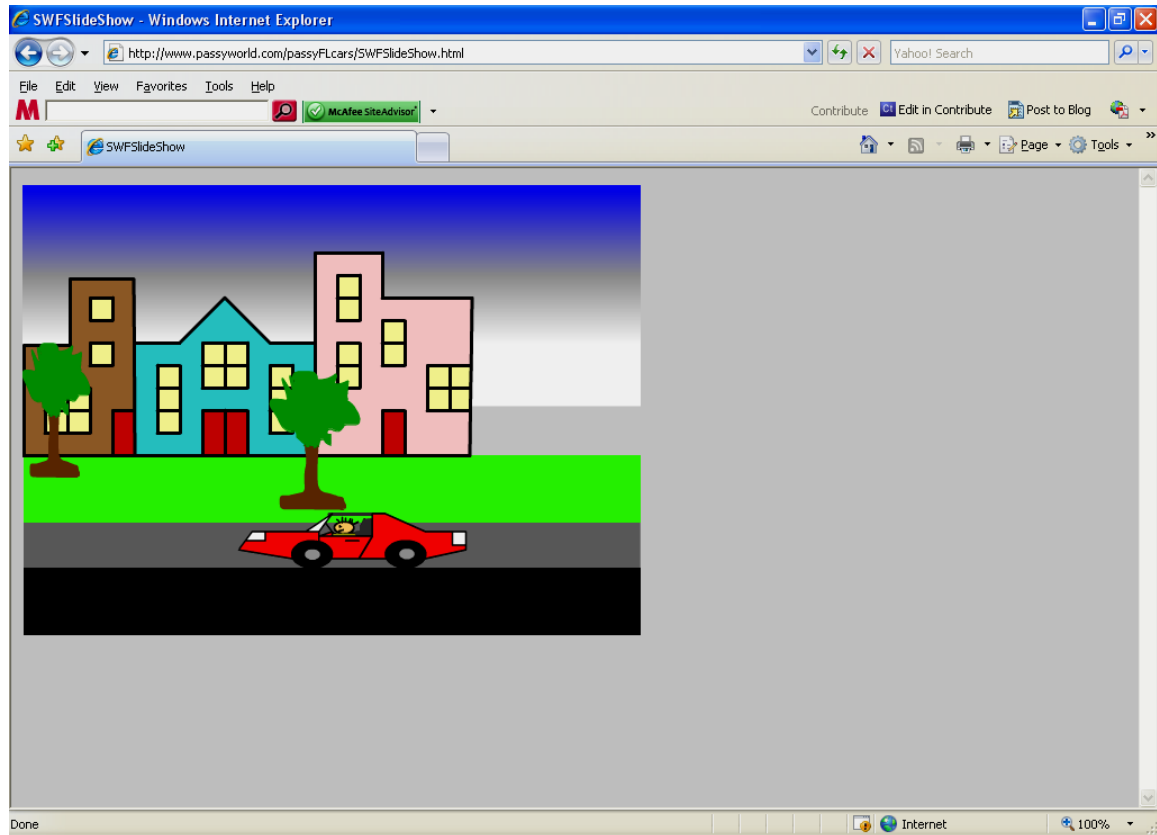 SWFSlideShow - Windows Internet Explorer
http://www.passyworld.com/passyFLcars/SWFSlideShow.html Yahoo! Search
File Edit View Favorites Tools Help
M McAfee SiteAdvisor Contribute Ct Edit in Contribute Post to Blog
SWFSlideShow Page Tools »
Done Internet 100%